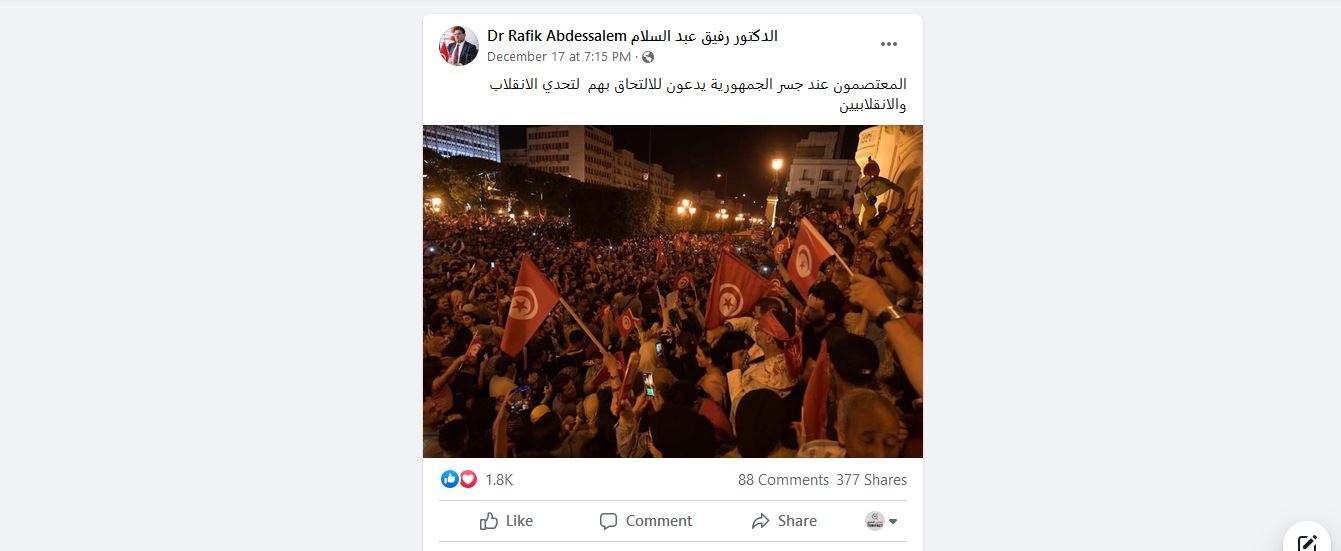 Dr Rafik Abdessalem الدكتور رفيق عبد السلام
December 17 at 7:15 PM ·
المعتصمون عند جسر الجمهورية يدعون للالتحاق بهم لتحدي الانقلاب
والانقلابيين
1.8K
88 Comments 377 Shares
Like
Comment
Share